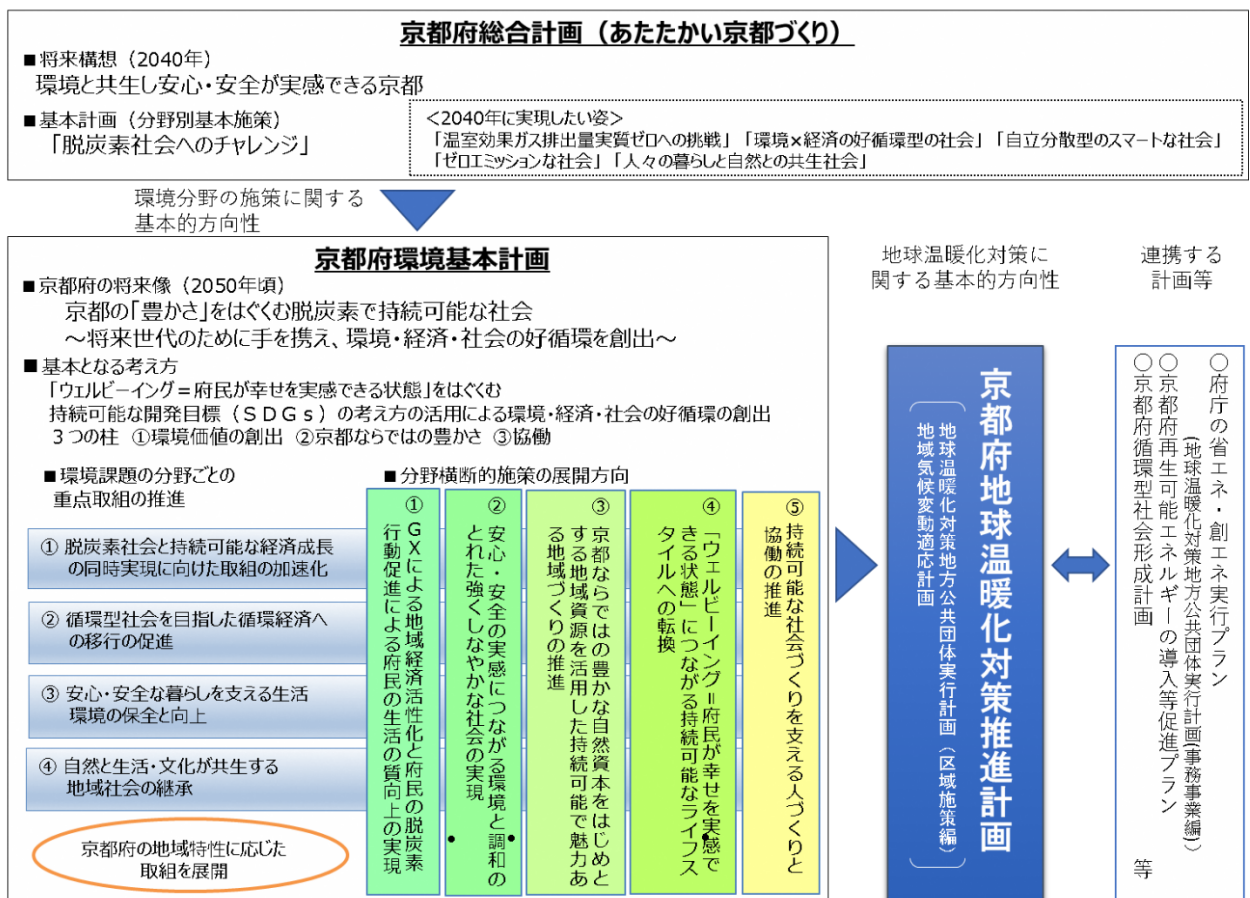 京都府総合計画（あたたかい京都づくり）
■将来構想（2040年）
環境と共生し安心・安全が実感できる京都
■基本計画（分野別基本施策）
「脱炭素社会へのチャレンジ」
＜2040年に実現したい姿＞
「温室効果ガス排出量実質ゼロへの挑戦」「環境×経済の好循環型の社会」「自立分散型のスマートな社会」
「ゼロエミッションな社会」「人々の暮らしと自然との共生社会」
環境分野の施策に関する
基本的方向性
京都府環境基本計画
■京都府の将来像（2050年頃）
京都の「豊かさ」をはぐくむ脱炭素で持続可能な社会
～将来世代のために手を携え、環境・経済・社会の好循環を創出～
■基本となる考え方
「ウェルビーイング＝府民が幸せを実感できる状態」をはぐくむ
持続可能な開発目標（ＳＤＧｓ）の考え方の活用による環境・経済・社会の好循環の創出
３つの柱 ①環境価値の創出 ②京都ならではの豊かさ ③協働
■環境課題の分野ごとの
重点取組の推進
① 脱炭素社会と持続可能な経済成長
の同時実現に向けた取組の加速化
② 循環型社会を目指した循環経済へ
の移行の促進
③ 安心・安全な暮らしを支える生活
環境の保全と向上
④ 自然と生活・文化が共生する
地域社会の継承
京都府の地域特性に応じた
取組を展開
■分野横断的施策の展開方向
① ＧＸによる地域経済活性化と府民の脱炭素
行動促進による府民の生活の質向上の実現
② 安心・安全の実感につながる環境と調和の
とれた強くしなやかな社会の実現
③ 京都ならではの豊かな自然資本をはじめと
する地域資源を活用した持続可能で魅力あ
る地域づくりの推進
④ 「ウェルビーイング＝府民が幸せを実感で
きる状態」につながる持続可能なライフス
タイルへの転換
⑤ 持続可能な社会づくりを支える人づくりと
協働の推進
地球温暖化対策に
関する基本的方向性
京都府地球温暖化対策推進計画
地球温暖化対策地方公共団体実行計画（区域施策編）
地域気候変動適応計画
連携する
計画等
○府庁の省エネ・創エネ実行プラン
（地球温暖化対策地方公共団体実行計画（事務事業編））
○京都府再生可能エネルギーの導入等促進プラン
○京都府循環型社会形成計画 等